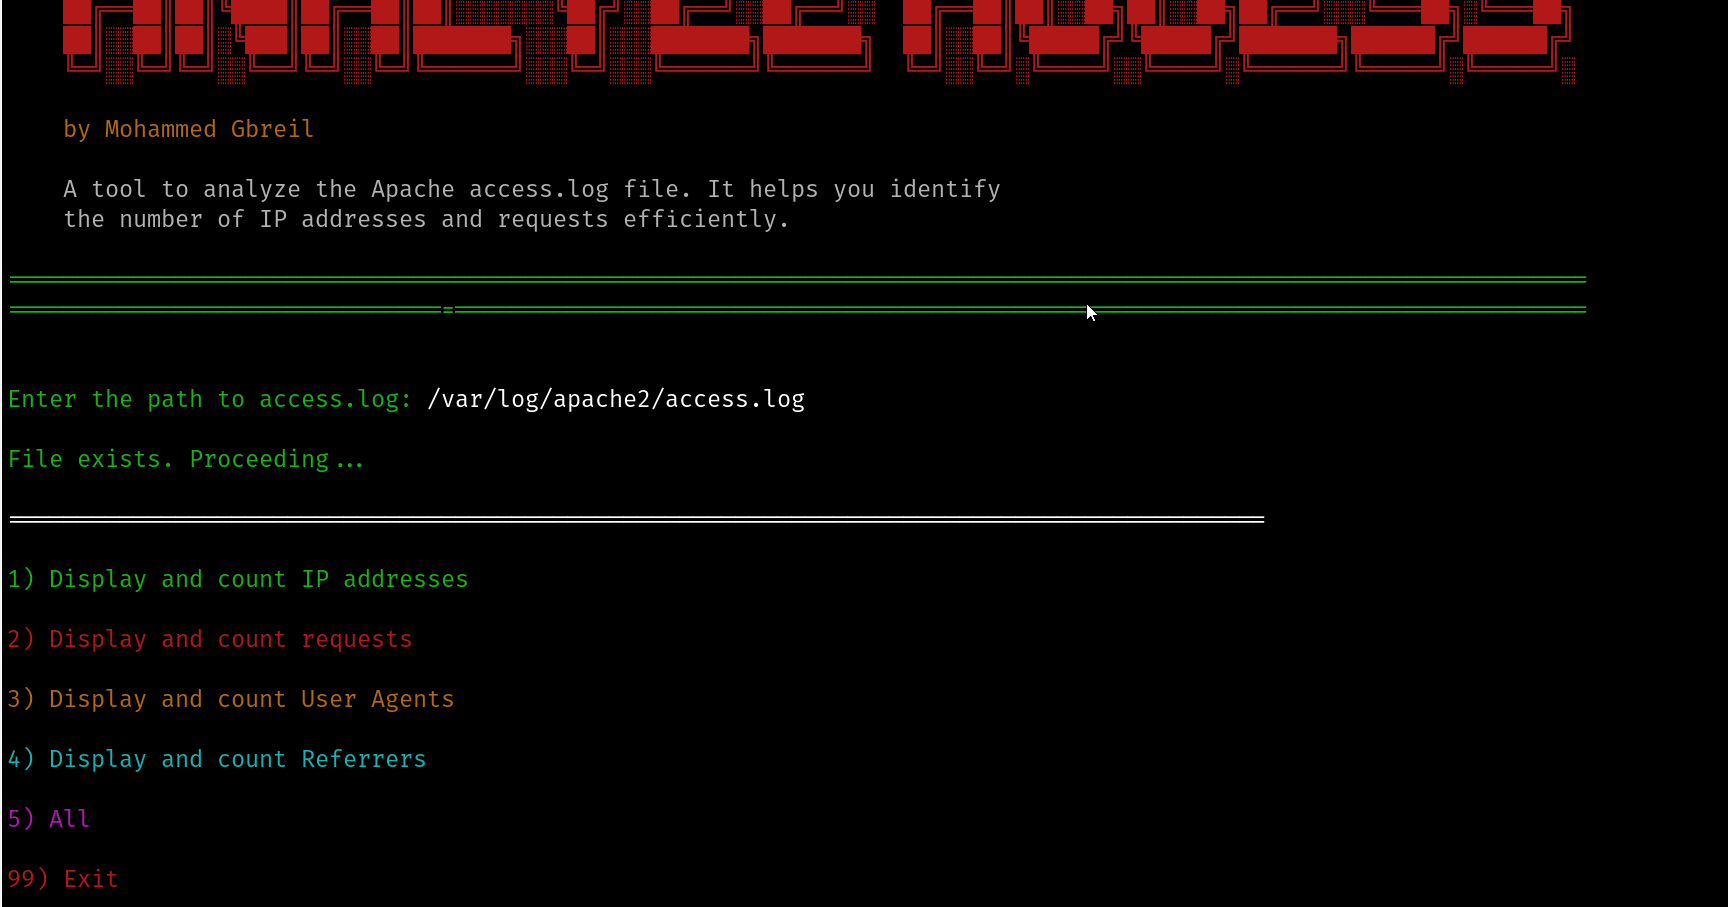 by Mohammed Gbreil
A tool to analyze the Apache access.log file. It helps you identify
the number of IP addresses and requests efficiently.
Enter the path to access.log: /var/log/apache2/access.log
File exists. Proceeding...
1) Display and count IP addresses
2) Display and count requests
3) Display and count User Agents
4) Display and count Referrers
5) All
99) Exit